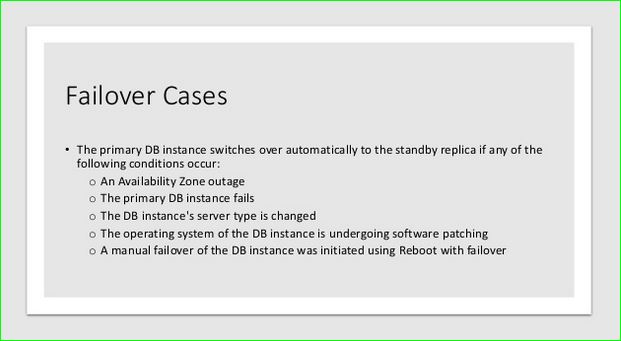 Failover Cases
• The primary DB instance switches over automatically to the standby replica if any of the
following conditions occur:
o An Availability Zone outage
o The primary DB instance fails
o The DB instance's server type is changed
o The operating system of the DB instance is undergoing software patching
o A manual failover of the DB instance was initiated using Reboot with failover